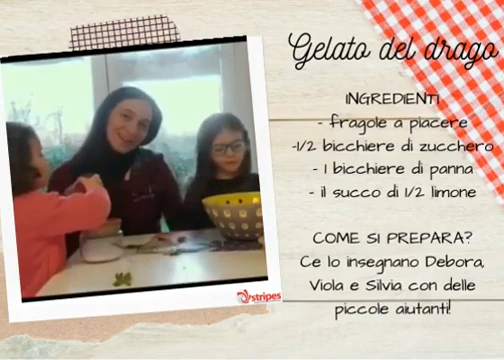 Gelato del drago
INGREDIENTI
- fragole a piacere
-1/2 bicchiere di zucchero
- 1 bicchiere di panna
- il succo di 1/2 limone
COME SI PREPARA?
Ce lo insegnano Debora,
Viola e Silvia con delle
piccole aiutanti!
stripes